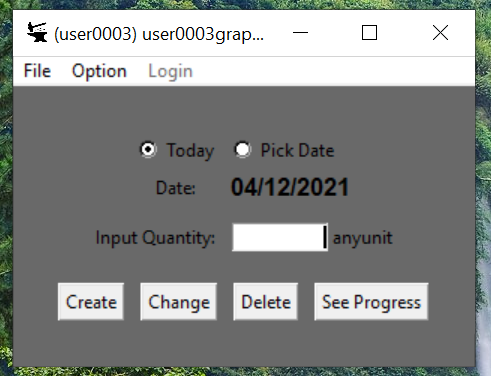 (user0003) user0003grap...
File Option Login
Today Pick Date
Date: 04/12/2021
Input Quantity: anyunit
Create Change Delete See Progress